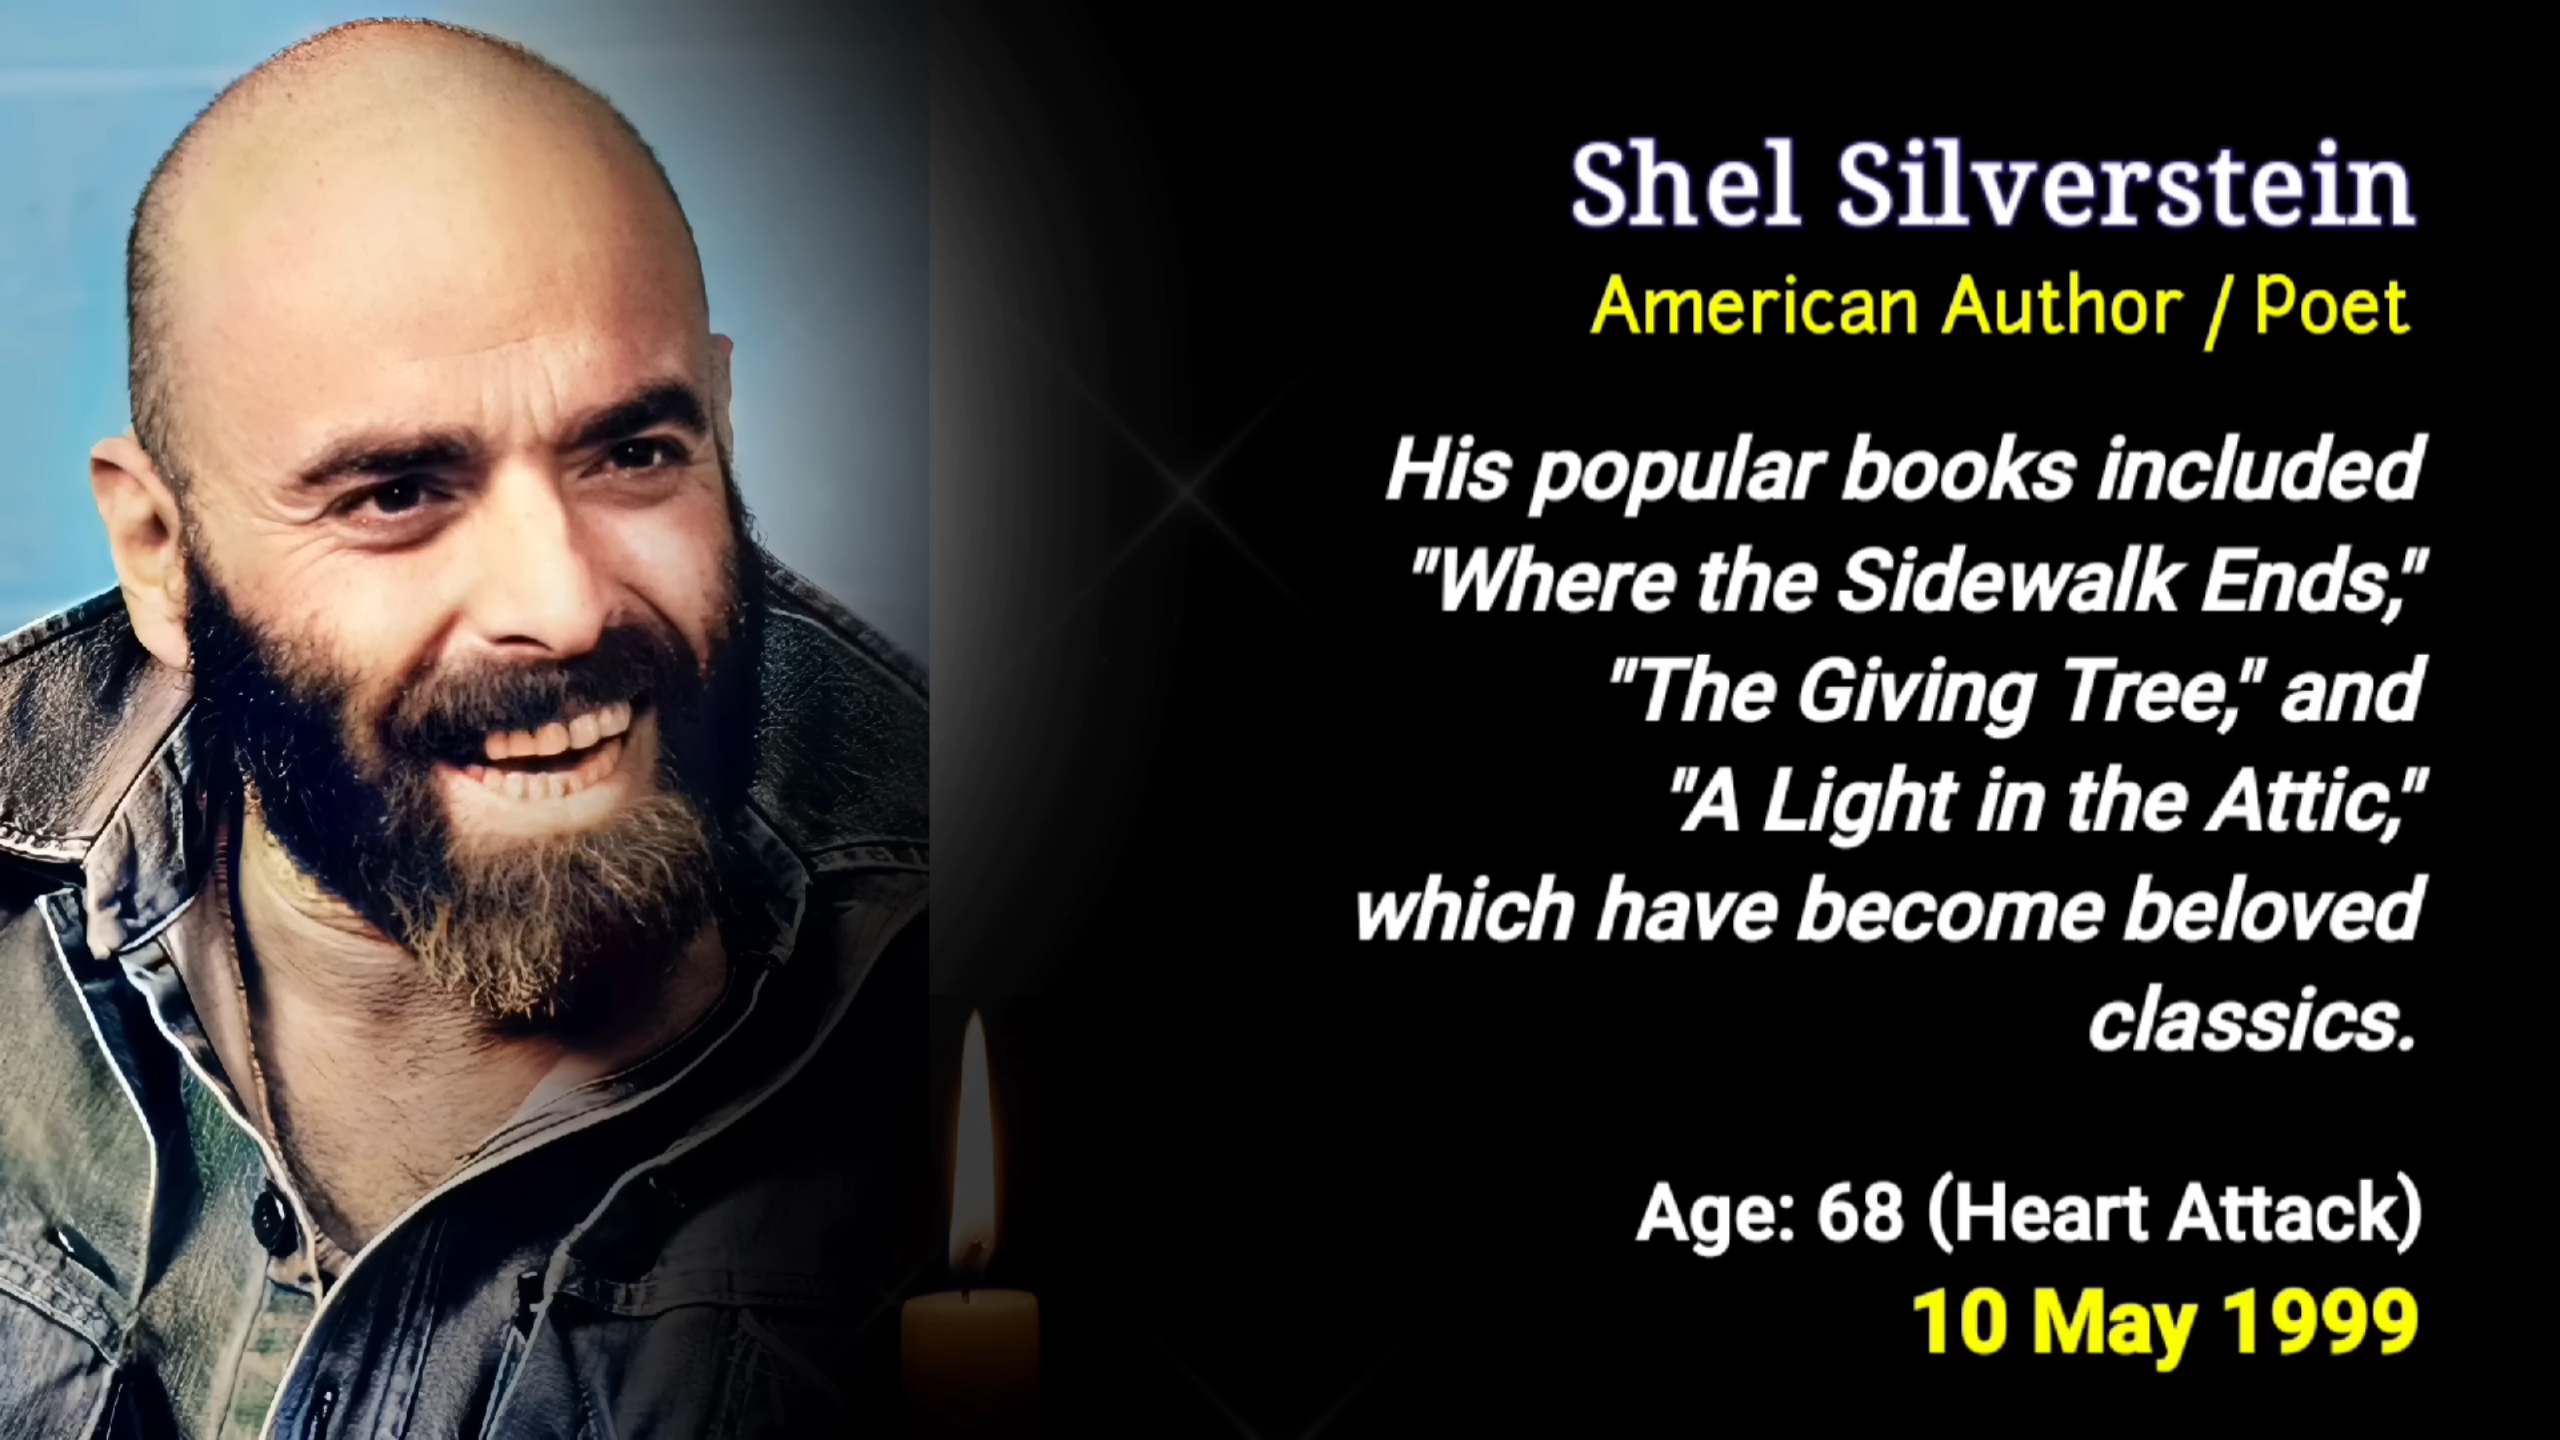 Shel Silverstein
American Author / Poet
His popular books included
"Where the Sidewalk Ends,"
"The Giving Tree," and
"A Light in the Attic,"
which have become beloved
classics.
Age: 68 (Heart Attack)
10 May 1999